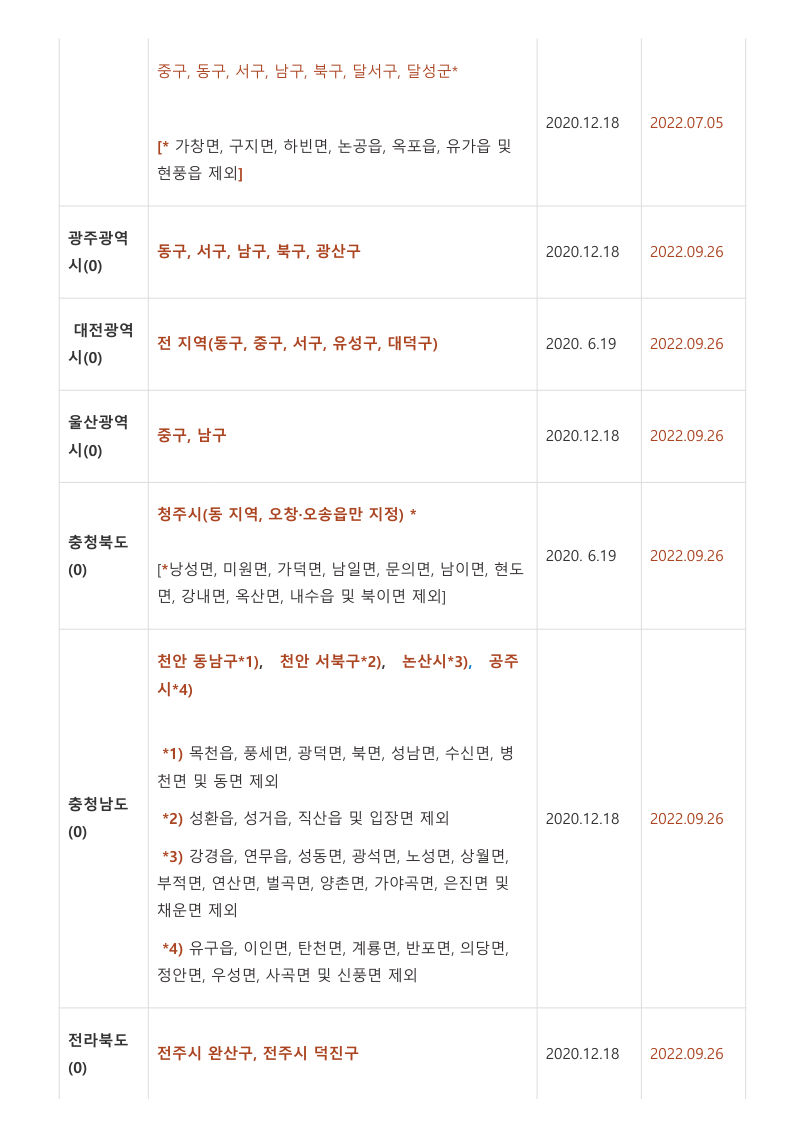 중구, 동구, 서구, 남구, 북구, 달서구, 달성군*
[* 가창면, 구지면, 하빈면, 논공읍, 옥포읍, 유가읍 및
현풍읍 제외]
2020.12.18
2022.07.05
광주광역
시(0)
동구, 서구, 남구, 북구, 광산구
2020.12.18
2022.09.26
대전광역
시(0)
전 지역(동구, 중구, 서구, 유성구, 대덕구)
2020. 6.19
2022.09.26
울산광역
시(0)
중구, 남구
2020.12.18
2022.09.26
충청북도
(0)
청주시(동 지역, 오창·오송읍만 지정) *
[*낭성면, 미원면, 가덕면, 남일면, 문의면, 남이면, 현도
면, 강내면, 옥산면, 내수읍 및 북이면 제외]
2020. 6.19
2022.09.26
충청남도
(0)
천안 동남구*1), 천안 서북구*2), 논산시*3), 공주
시*4)
*1) 목천읍, 풍세면, 광덕면, 북면, 성남면, 수신면, 병
천면 및 동면 제외
*2) 성환읍, 성거읍, 직산읍 및 입장면 제외
*3) 강경읍, 연무읍, 성동면, 광석면, 노성면, 상월면,
부적면, 연산면, 벌곡면, 양촌면, 가야곡면, 은진면 및
채운면 제외
*4) 유구읍, 이인면, 탄천면, 계룡면, 반포면, 의당면,
정안면, 우성면, 사곡면 및 신풍면 제외
2020.12.18
2022.09.26
전라북도
(0)
전주시 완산구, 전주시 덕진구
2020.12.18
2022.09.26